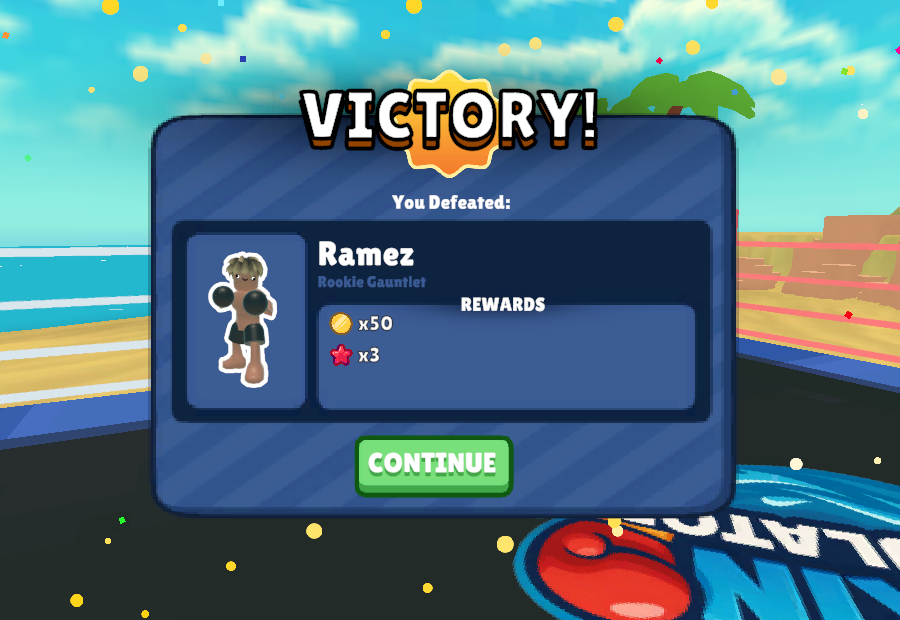 VICTORY!
You Defeated:
Ramez
Rookie Gauntlet
REWARDS
x50
x3
CONTINUE